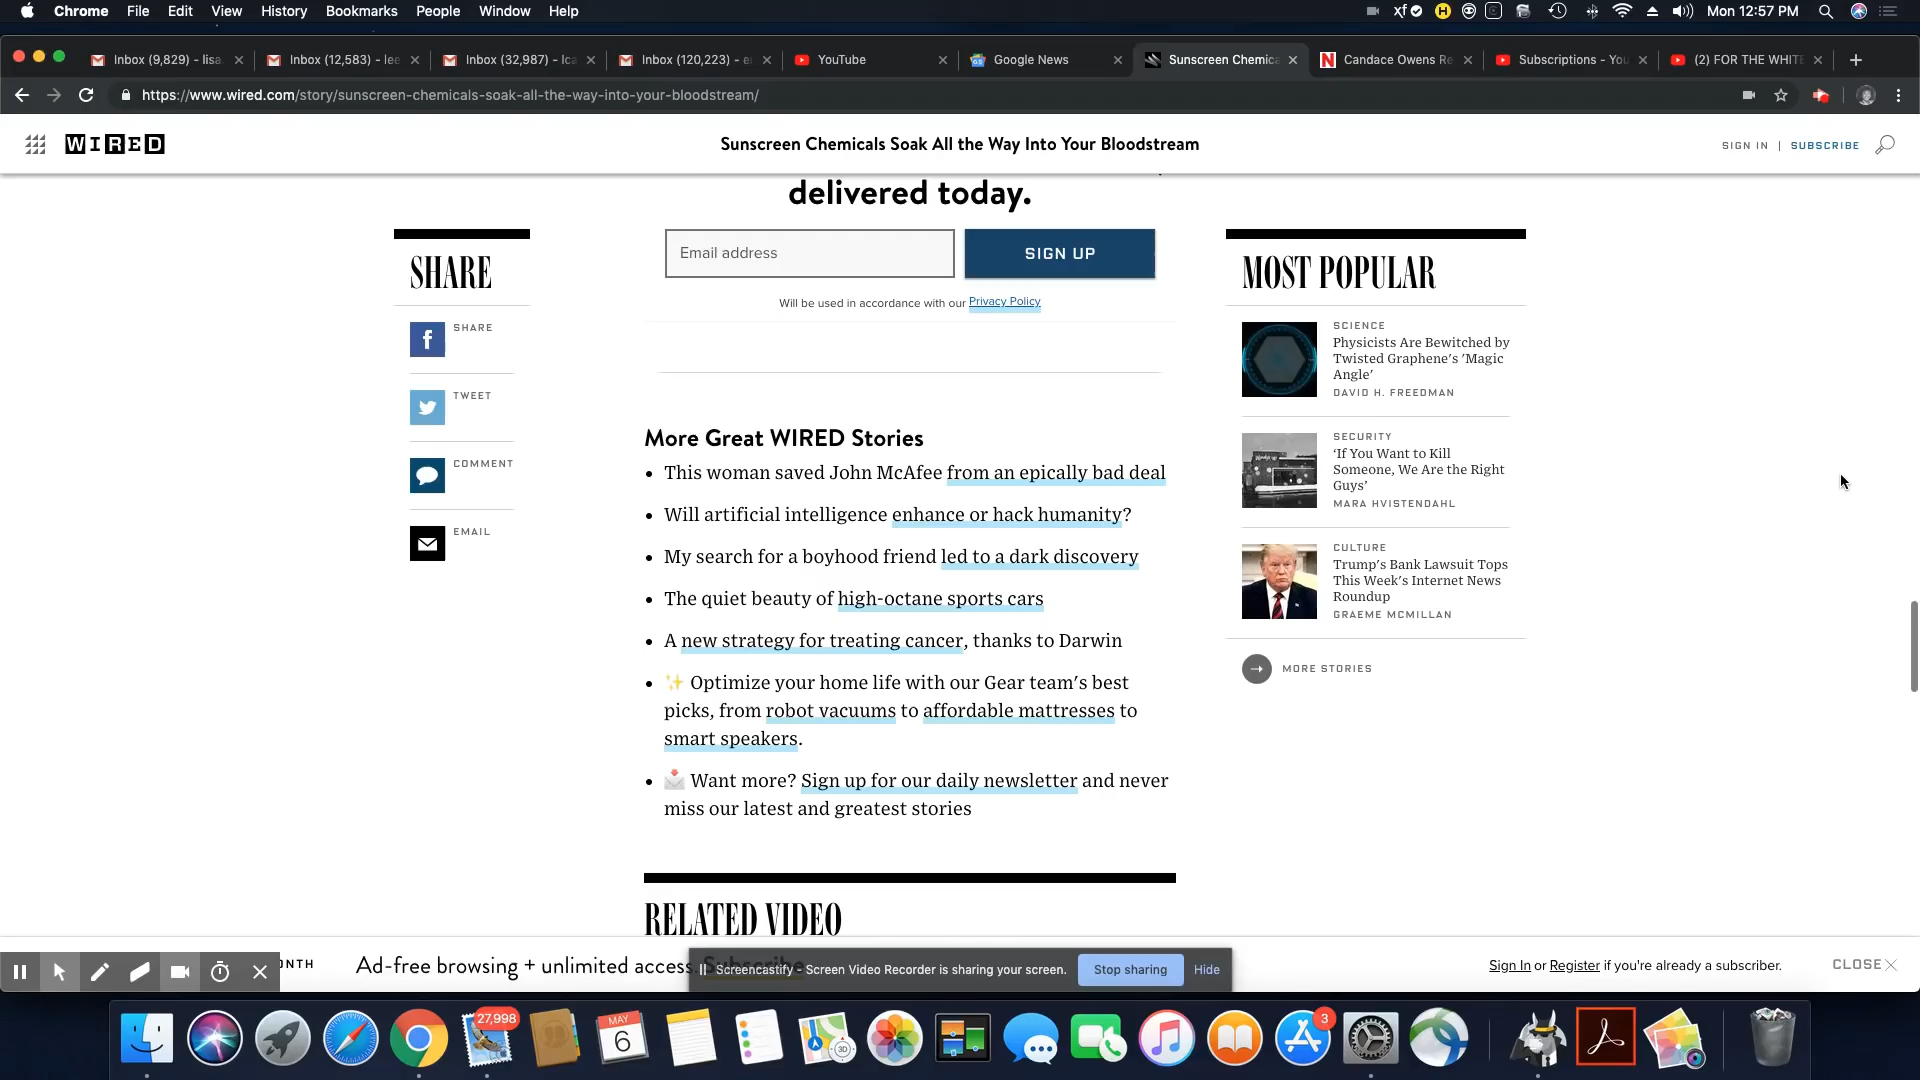 Chrome File Edit View History Bookmarks People Window Help
Mon 12:57 PM
Inbox (9,829) - lisa
Inbox (12,583) - lee
Inbox (32,987) - lca
Inbox (120,223) - e
YouTube
Google News
Sunscreen Chemica
Candace Owens Re
Subscriptions - You
(2) FOR THE WHITE
https://www.wired.com/story/sunscreen-chemicals-soak-all-the-way-into-your-bloodstream/
WIRED
Sunscreen Chemicals Soak All the Way Into Your Bloodstream
SIGN IN | SUBSCRIBE
delivered today.
Email address
SIGN UP
Will be used in accordance with our Privacy Policy
SHARE
SHARE
TWEET
COMMENT
EMAIL
More Great WIRED Stories
• This woman saved John McAfee from an epically bad deal
• Will artificial intelligence enhance or hack humanity?
• My search for a boyhood friend led to a dark discovery
• The quiet beauty of high-octane sports cars
• A new strategy for treating cancer, thanks to Darwin
• ✨ Optimize your home life with our Gear team's best
picks, from robot vacuums to affordable mattresses to
smart speakers.
• 📩 Want more? Sign up for our daily newsletter and never
miss our latest and greatest stories
RELATED VIDEO
MOST POPULAR
SCIENCE
Physicists Are Bewitched by
Twisted Graphene's 'Magic
Angle'
DAVID H. FREEDMAN
SECURITY
‘If You Want to Kill
Someone, We Are the Right
Guys’
MARA HVISTENDAHL
CULTURE
Trump's Bank Lawsuit Tops
This Week's Internet News
Roundup
GRAEME MCMILLAN
MORE STORIES
ONTH
Ad-free browsing + unlimited access. Subscribe
Screencastify - Screen Video Recorder is sharing your screen.
Stop sharing
Hide
Sign In or Register if you're already a subscriber.
CLOSE
27,998
MAY
6
3D
3